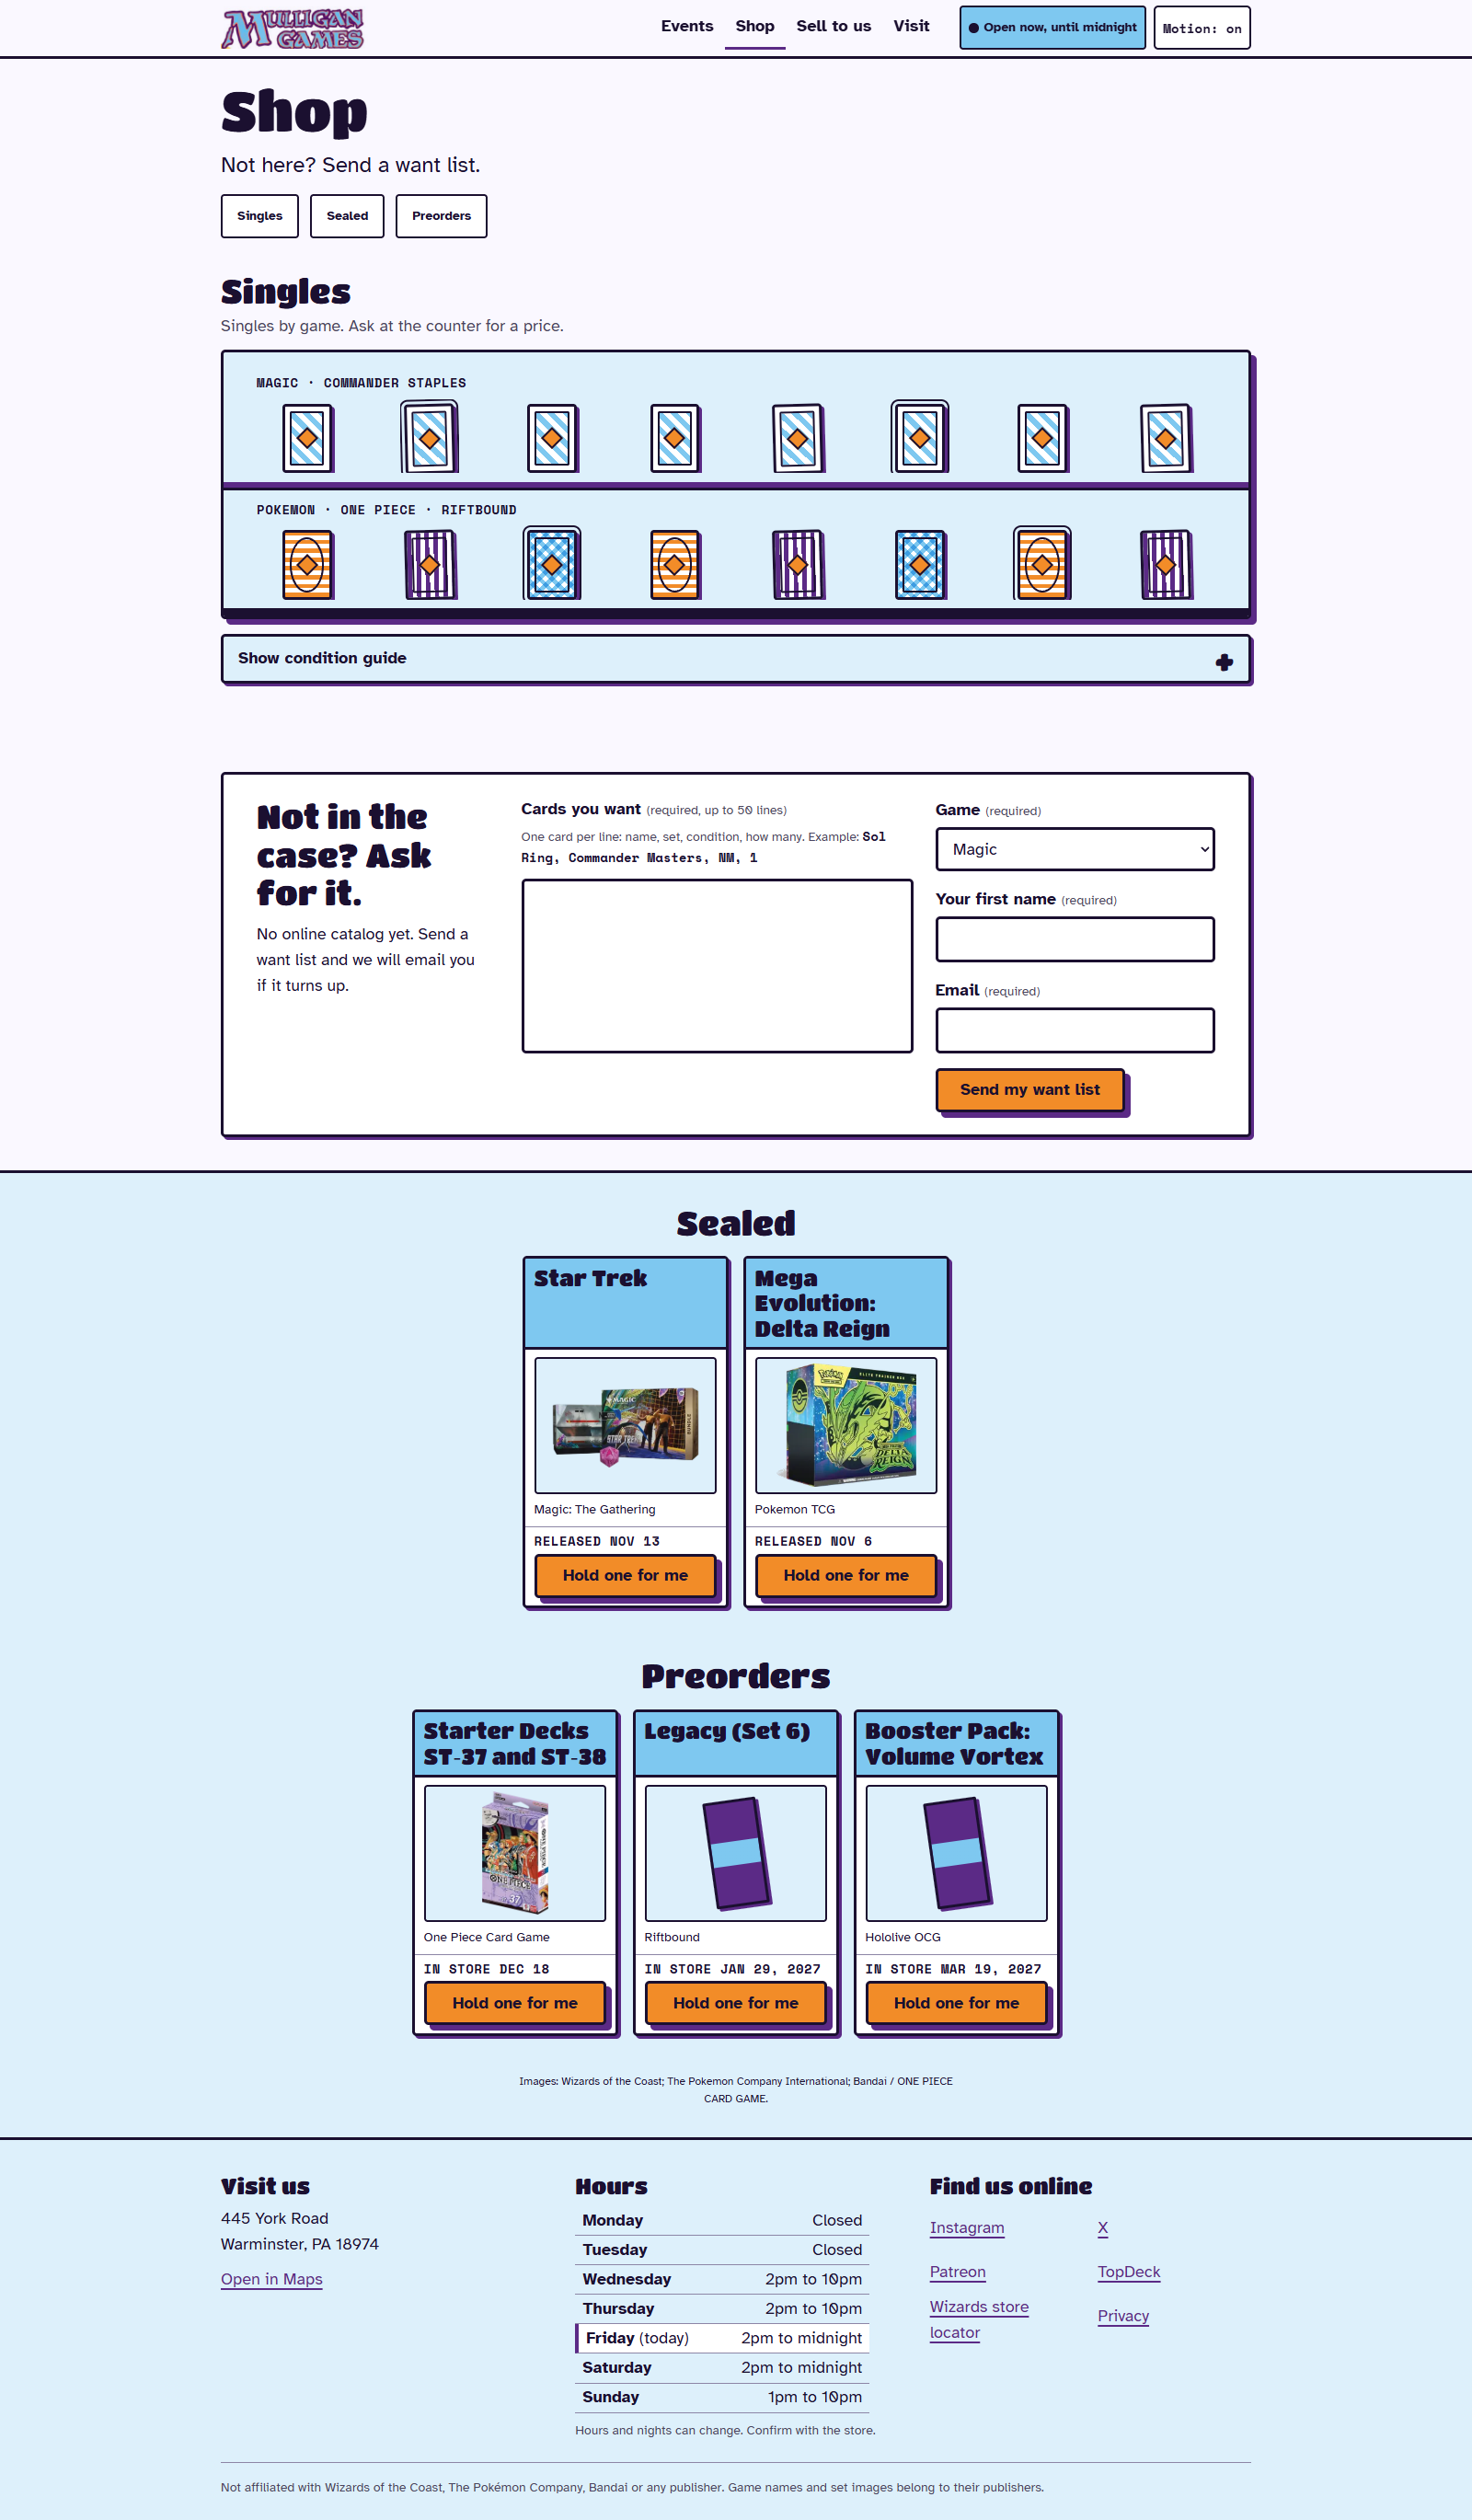 MULLIGAN GAMES
Events Shop Sell to us Visit Open now, until midnight Motion: on
Shop
Not here? Send a want list.
Singles Sealed Preorders
Singles
Singles by game. Ask at the counter for a price.
MAGIC · COMMANDER STAPLES
POKEMON · ONE PIECE · RIFTBOUND
Show condition guide
Not in the
case? Ask
for it.
No online catalog yet. Send a
want list and we will email you
if it turns up.
Cards you want (required, up to 50 lines)
One card per line: name, set, condition, how many. Example: Sol
Ring, Commander Masters, NM, 1
Game (required)
Magic
Your first name (required)
Email (required)
Send my want list
Sealed
Star Trek
MAGIC
STAR TREK
BUNDLE
Magic: The Gathering
RELEASED NOV 13
Hold one for me
Mega
Evolution:
Delta Reign
Pokémon
ELITE TRAINER BOX
DELTA
REIGN
Pokemon TCG
RELEASED NOV 6
Hold one for me
Preorders
Starter Decks
ST-37 and ST-38
ONE PIECE
37
One Piece Card Game
IN STORE DEC 18
Hold one for me
Legacy (Set 6)
Riftbound
IN STORE JAN 29, 2027
Hold one for me
Booster Pack:
Volume Vortex
Hololive OCG
IN STORE MAR 19, 2027
Hold one for me
Images: Wizards of the Coast; The Pokemon Company International; Bandai / ONE PIECE
CARD GAME.
Visit us
445 York Road
Warminster, PA 18974
Open in Maps
Hours
Monday Closed
Tuesday Closed
Wednesday 2pm to 10pm
Thursday 2pm to 10pm
Friday (today) 2pm to midnight
Saturday 2pm to midnight
Sunday 1pm to 10pm
Hours and nights can change. Confirm with the store.
Find us online
Instagram X
Patreon TopDeck
Wizards store
locator
Privacy
Not affiliated with Wizards of the Coast, The Pokémon Company, Bandai or any publisher. Game names and set images belong to their publishers.